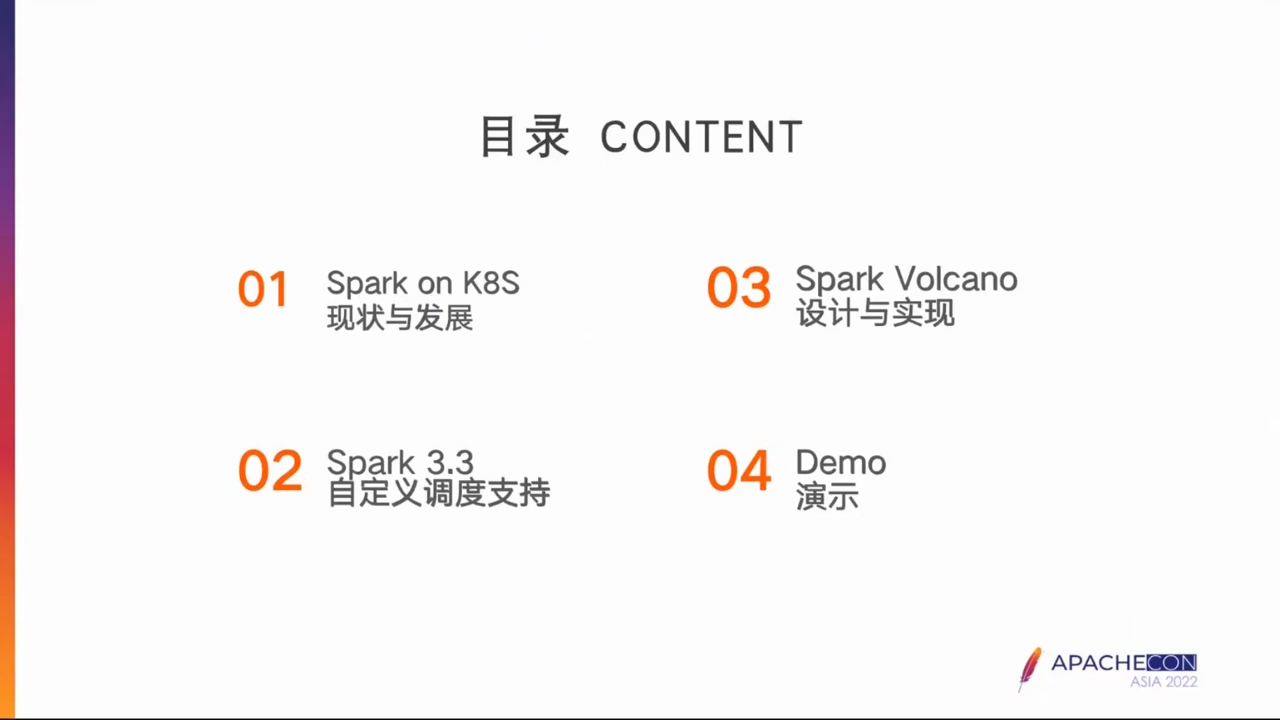 目录 CONTENT
01
Spark on K8S
现状与发展
02
Spark 3.3
自定义调度支持
03
Spark Volcano
设计与实现
04
Demo
演示
APACHECON
ASIA 2022